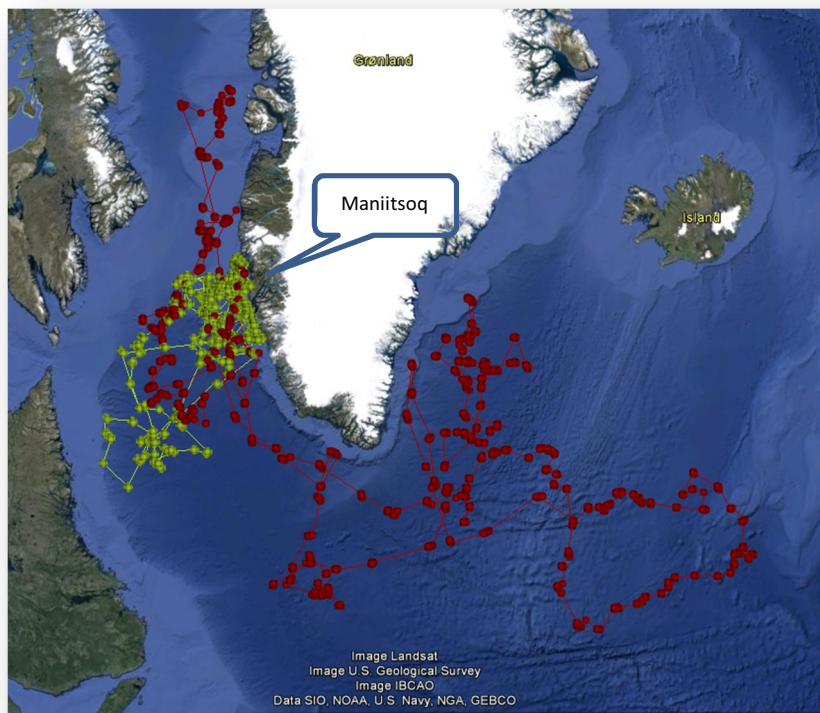 Grønland
Maniitsoq
Island
Image Landsat
Image U.S. Geological Survey
Image IBCAO
Data SIO, NOAA, U.S. Navy, NGA, GEBCO